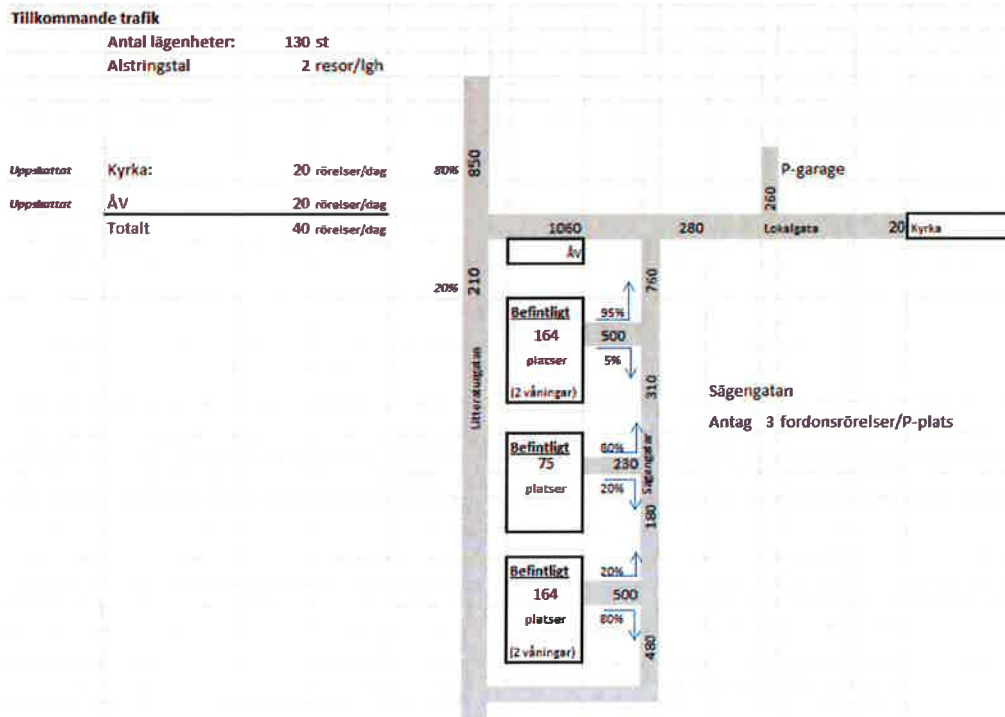 Tillkommande trafik
Antal lägenheter: 130 st
Alstringstal 2 resor/lgh
Uppskattat Kyrka: 20 rörelser/dag
Uppskattat ÅV 20 rörelser/dag
Totalt 40 rörelser/dag
80% 850
20% 210
Litteraturgatan
P-garage
260
1060 280 Lokalgata 20 Kyrka
ÅV
760
Befintligt
164
platser
(2 våningar)
95%
500
5%
310
Sägengatan
Antag 3 fordonsrörelser/P-plats
Befintligt
75
platser
80%
230
20%
Sägengatar
180
Befintligt
164
platser
(2 våningar)
20%
500
80%
480